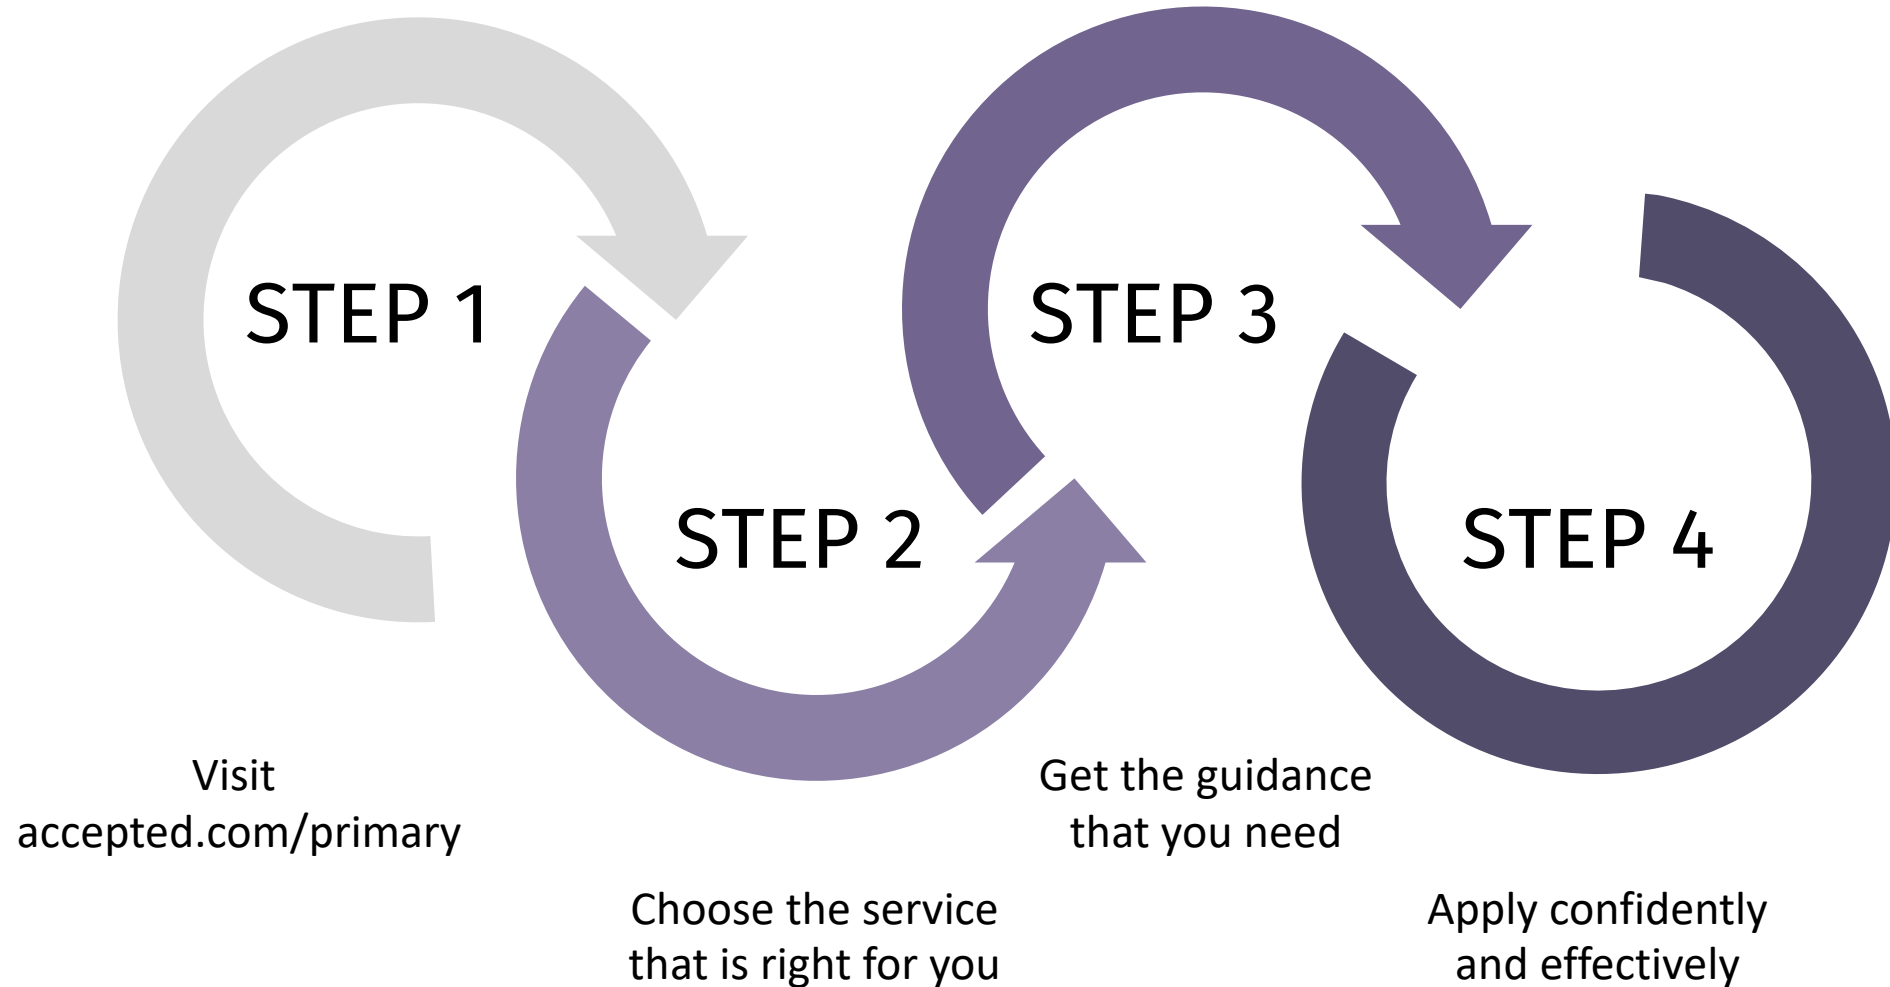 STEP 1
STEP 3
STEP 2
STEP 4
Visit
accepted.com/primary
Get the guidance
that you need
Choose the service
that is right for you
Apply confidently
and effectively